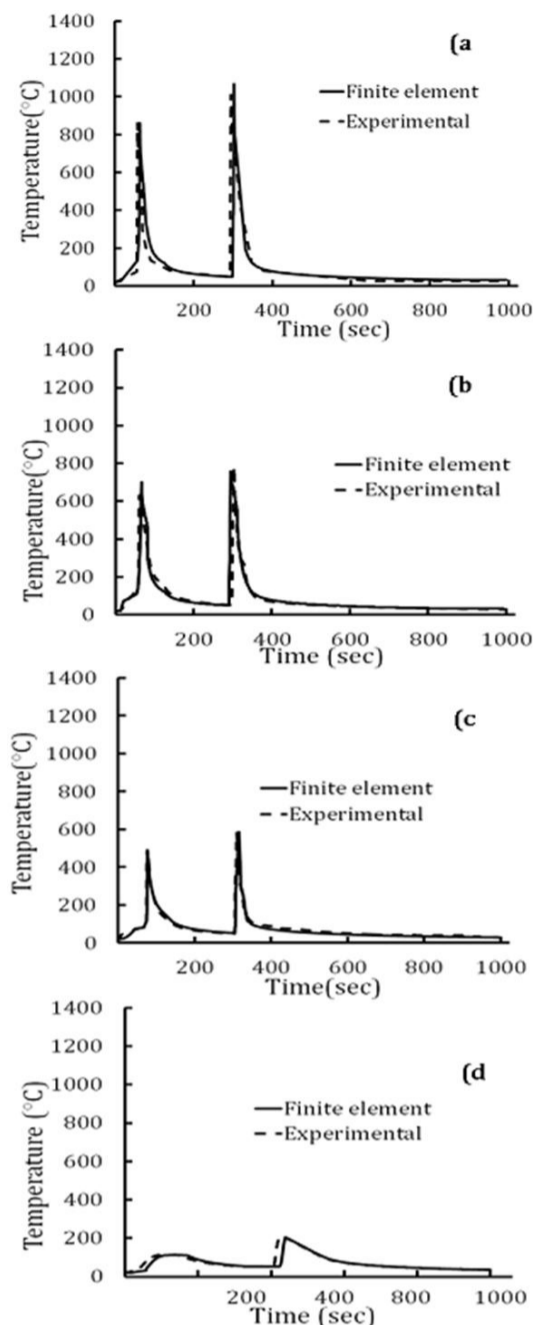 1400
(a
1200
1000
Finite element
800
Experimental
600
400
200
0
200 400 600 800 1000
Time (sec)
Temperature(°C)
1400
(b
1200
1000
800
Finite element
600
Experimental
400
200
0
200 400 600 800 1000
Time (sec)
Temperature(°C)
1400
(c
1200
1000
800
Finite element
Experimental
600
400
200
0
200 400 600 800 1000
Time(sec)
Temperature(°C)
1400
(d
1200
1000
Finite element
800
Experimental
600
400
200
0
200 400 600 800 1000
Time (sec)
Temperature (°C)